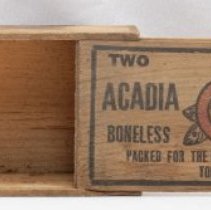 TWO
ACADIA
BONELESS
PACKED FOR THE